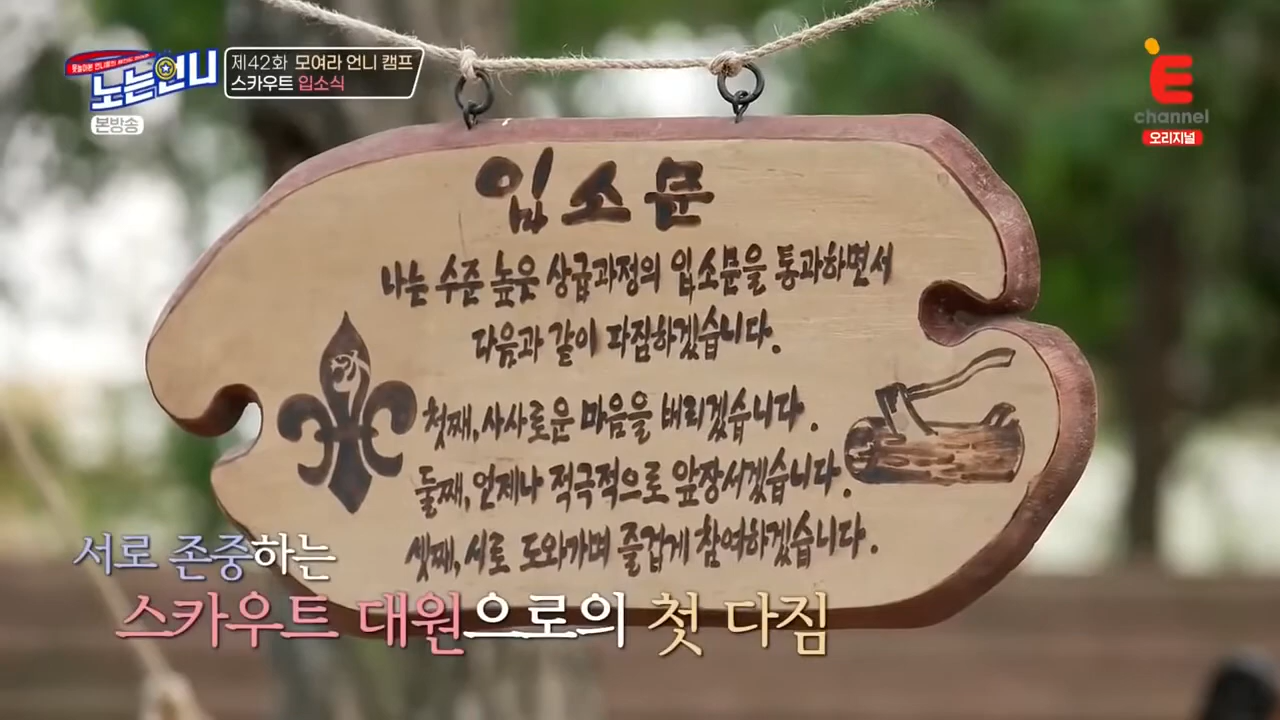 노는언니
본방송
제42화 모여라 언니 캠프
스카우트 입소식
E
channel
오리지널
입소문
나는 수준 높은 상급과정의 입소문을 통과하면서
다음과 같이 다짐하겠습니다.
첫째, 사사로운 마음을 버리겠습니다.
둘째, 언제나 적극적으로 앞장서겠습니다.
셋째, 서로 도와가며 즐겁게 참여하겠습니다.
서로 존중하는
스카우트 대원으로의 첫 다짐